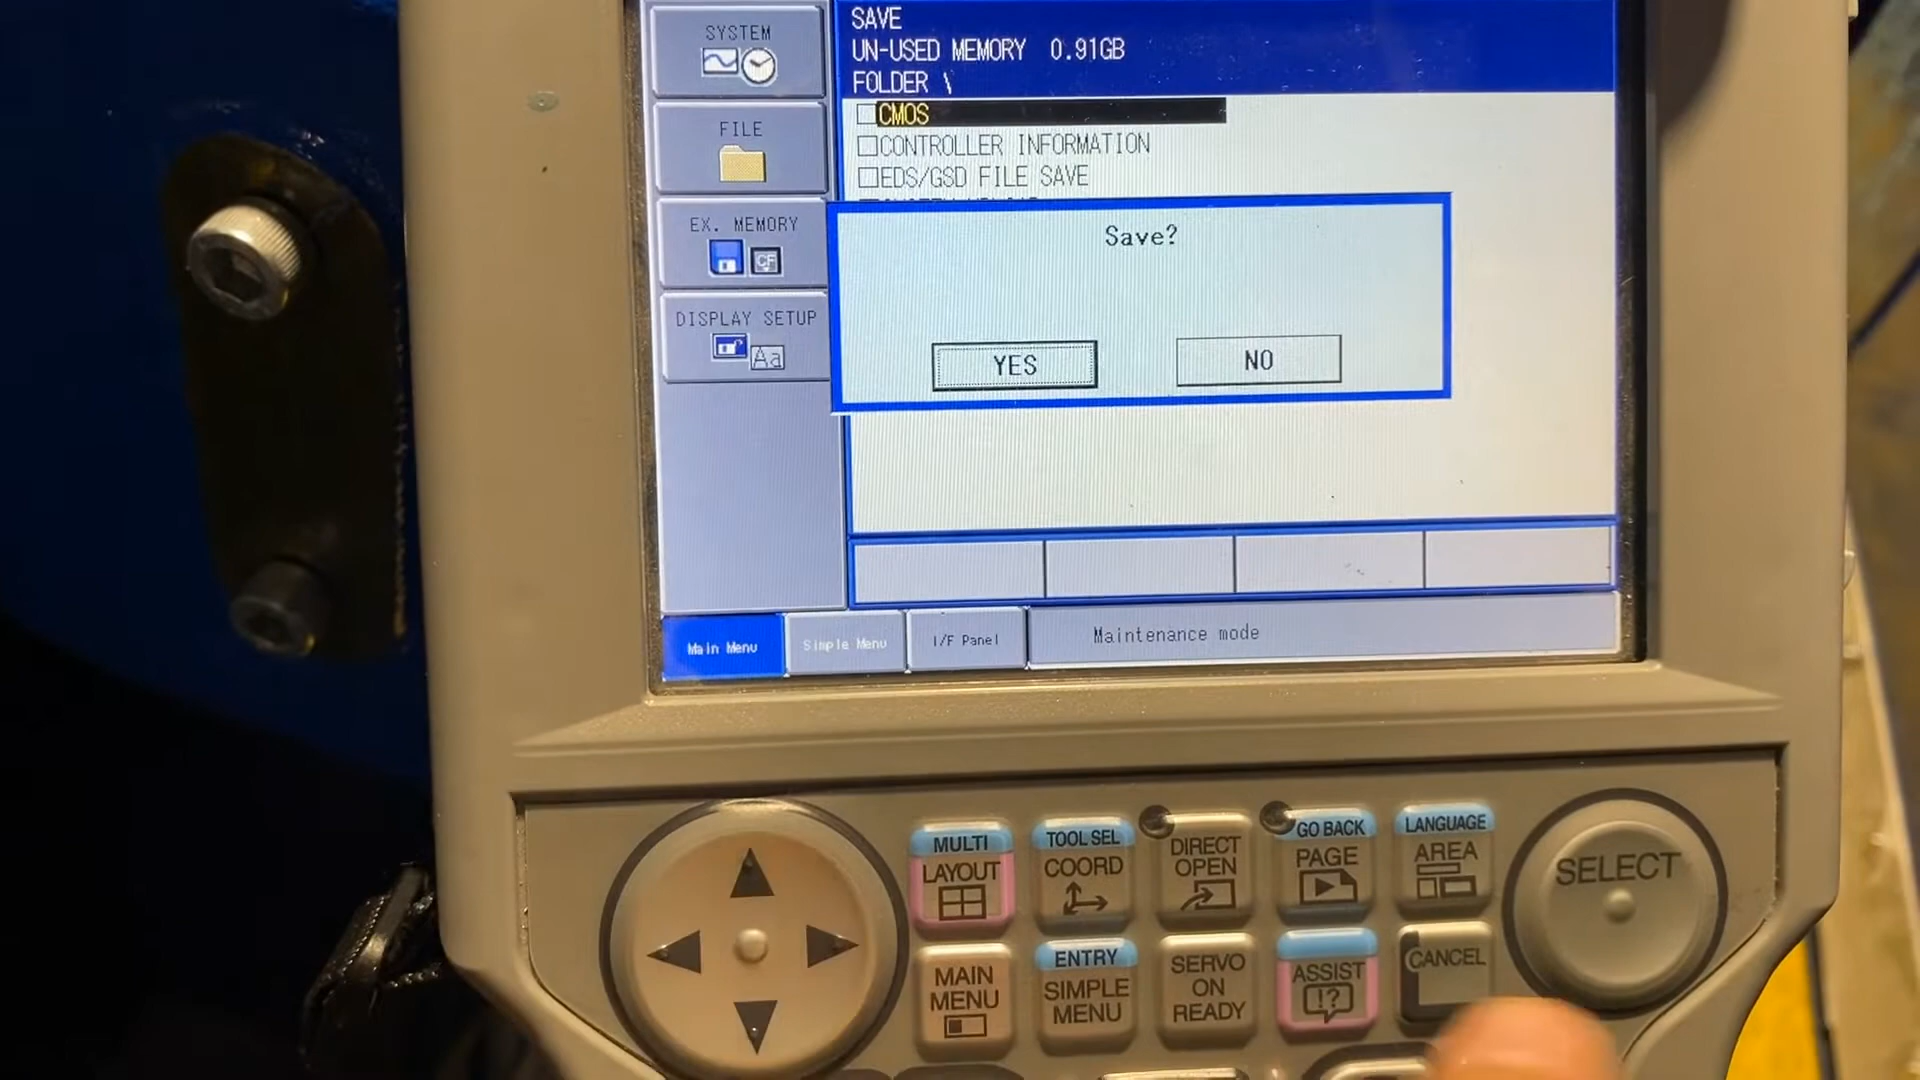 SYSTEM
FILE
EX. MEMORY
CF
DISPLAY SETUP
Aa
SAVE
UN-USED MEMORY 0.91GB
FOLDER \
CMOS
CONTROLLER INFORMATION
EDS/GSD FILE SAVE
Save?
YES
NO
Main Menu
Simple Menu
I/F Panel
Maintenance mode
MULTI
LAYOUT
TOOL SEL
COORD
DIRECT
OPEN
GO BACK
PAGE
LANGUAGE
AREA
SELECT
MAIN
MENU
ENTRY
SIMPLE
MENU
SERVO
ON
READY
ASSIST
!?
CANCEL